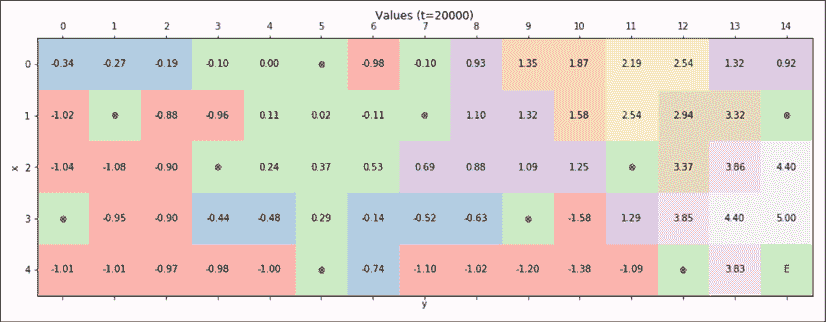 Values (t=20000)
0 1 2 3 4 5 6 7 8 9 10 11 12 13 14
0 -0.34 -0.27 -0.19 -0.10 0.00 ⊗ -0.98 -0.10 0.93 1.35 1.87 2.19 2.54 1.32 0.92
1 -1.02 ⊗ -0.88 -0.96 0.11 0.02 -0.11 ⊗ 1.10 1.32 1.58 2.54 2.94 3.32 ⊗
x
2 -1.04 -1.08 -0.90 ⊗ 0.24 0.37 0.53 0.69 0.88 1.09 1.25 ⊗ 3.37 3.86 4.40
3 ⊗ -0.95 -0.90 -0.44 -0.48 0.29 -0.14 -0.52 -0.63 ⊗ -1.58 1.29 3.85 4.40 5.00
4 -1.01 -1.01 -0.97 -0.98 -1.00 ⊗ -0.74 -1.10 -1.02 -1.20 -1.38 -1.09 ⊗ 3.83 E
y